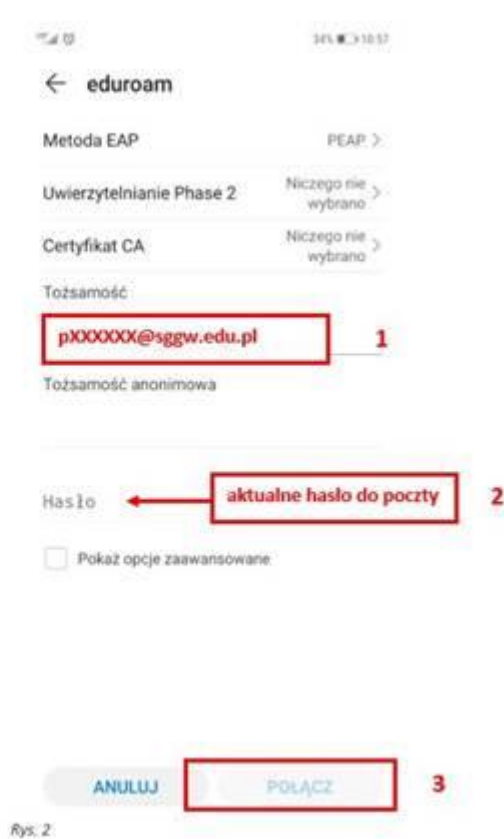 34% 10:57
← eduroam
Metoda EAP PEAP >
Uwierzytelnianie Phase 2 Niczego nie wybrano >
Certyfikat CA Niczego nie wybrano >
Tożsamość
pXXXXXX@sggw.edu.pl 1
Tożsamość anonimowa
Hasło aktualne hasło do poczty 2
Pokaż opcje zaawansowane
ANULUJ POŁĄCZ 3
Rys. 2